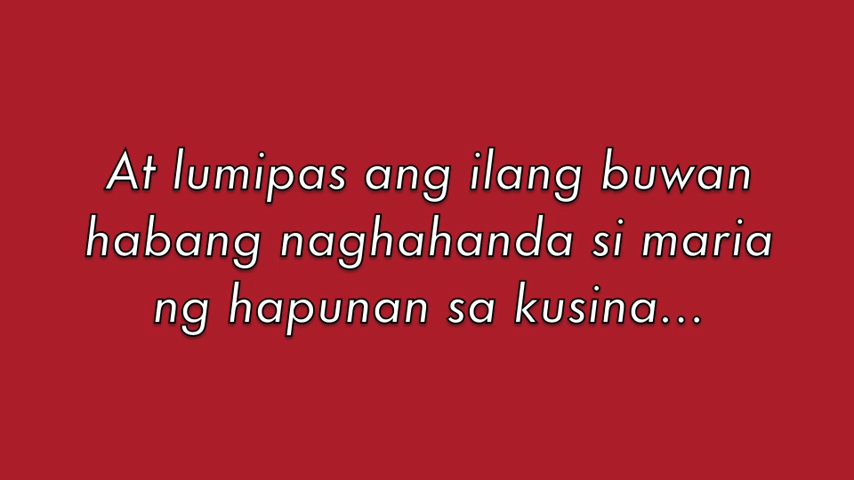 At lumipas ang ilang buwan
habang naghahanda si maria
ng hapunan sa kusina...